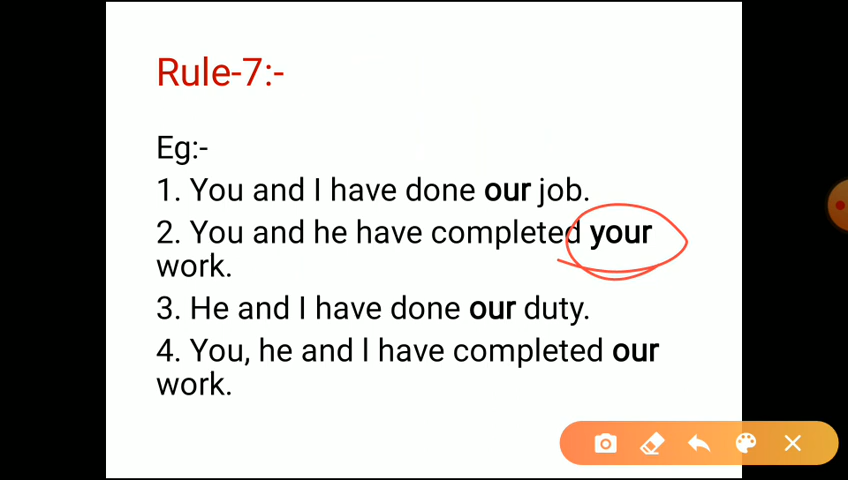 Rule-7:-
Eg:-
1. You and I have done our job.
2. You and he have completed your
work.
3. He and I have done our duty.
4. You, he and l have completed our
work.